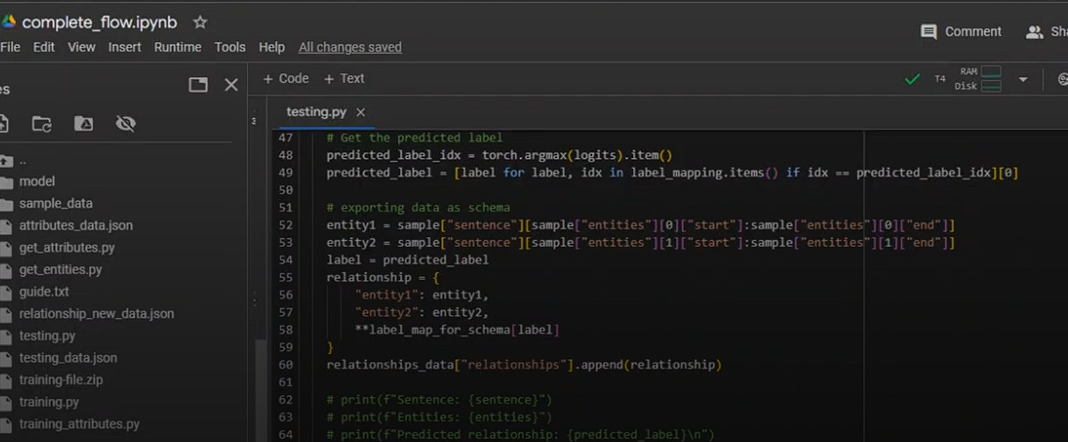 complete_flow.ipynb
File Edit View Insert Runtime Tools Help All changes saved
Comment
+ Code + Text
T4 RAM
Disk
testing.py
..
model
sample_data
attributes_data.json
get_attributes.py
get_entities.py
guide.txt
relationship_new_data.json
testing.py
testing_data.json
training-file.zip
training.py
training_attributes.py
47 # Get the predicted label
48 predicted_label_idx = torch.argmax(logits).item()
49 predicted_label = [label for label, idx in label_mapping.items() if idx == predicted_label_idx][0]
50
51 # exporting data as schema
52 entity1 = sample["sentence"][sample["entities"][0]["start"]:sample["entities"][0]["end"]]
53 entity2 = sample["sentence"][sample["entities"][1]["start"]:sample["entities"][1]["end"]]
54 label = predicted_label
55 relationship = {
56 "entity1": entity1,
57 "entity2": entity2,
58 **label_map_for_schema[label]
59 }
60 relationships_data["relationships"].append(relationship)
61
62 # print(f"Sentence: {sentence}")
63 # print(f"Entities: {entities}")
64 # print(f"Predicted relationship: {predicted_label}\n")